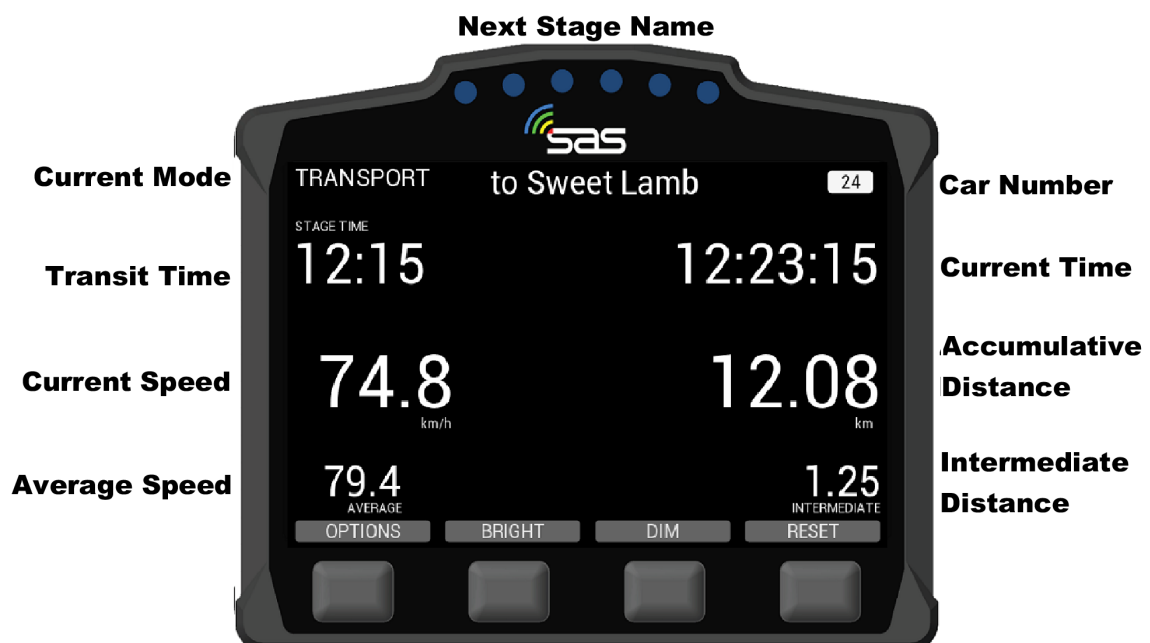 Next Stage Name
sas
Current Mode
TRANSPORT
to Sweet Lamb
24
Car Number
STAGE TIME
Transit Time
12:15
12:23:15
Current Time
Current Speed
74.8
km/h
12.08
km
Accumulative
Distance
Average Speed
79.4
AVERAGE
1.25
INTERMEDIATE
Intermediate
Distance
OPTIONS
BRIGHT
DIM
RESET